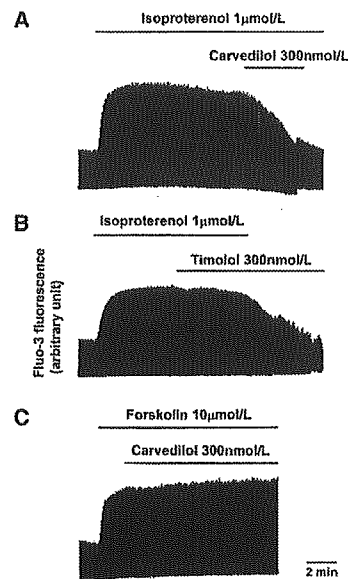 A
Isoproterenol 1μmol/L
Carvedilol 300nmol/L
B
Isoproterenol 1μmol/L
Timolol 300nmol/L
Fluo-3 fluorescence
(arbitrary unit)
C
Forskolin 10μmol/L
Carvedilol 300nmol/L
2 min